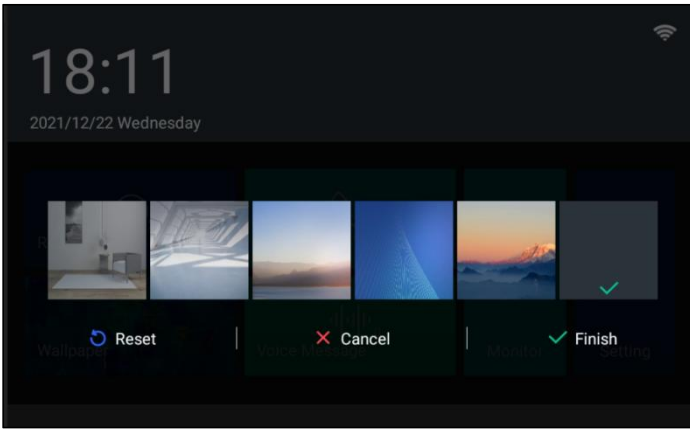 18:11
2021/12/22 Wednesday
Reset
Cancel
Finish
Wallpaper
Voice Message
Monitor
Setting